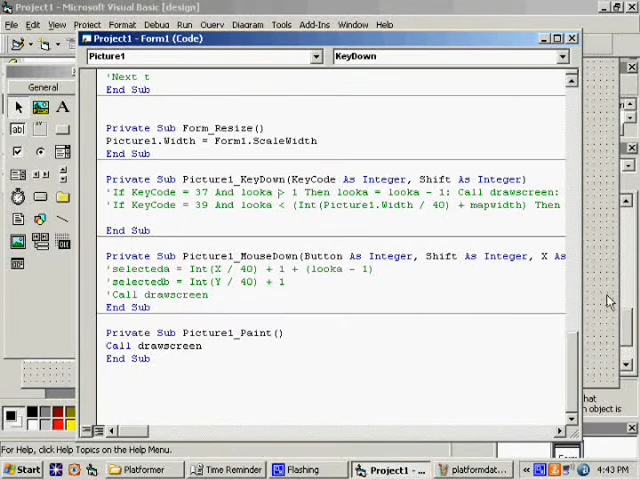 Microsoft Visual Basic [design]
File Edit View Project Format Debug Run Query Diagram Tools Add-Ins Window Help
Project1 - Form1 (Code)
Picture1 KeyDown
General
'Next t
End Sub
Private Sub Form_Resize()
Picture1.Width = Form1.ScaleWidth
End Sub
Private Sub Picture1_KeyDown(KeyCode As Integer, Shift As Integer)
'If KeyCode = 37 And looka > 1 Then looka = looka - 1: Call drawscreen:
'If KeyCode = 39 And looka < (Int(Picture1.Width / 40) + mapwidth) Then
End Sub
Private Sub Picture1_MouseDown(Button As Integer, Shift As Integer, X As
'selecteda = Int(X / 40) + 1 + (looka - 1)
'selectedb = Int(Y / 40) + 1
'Call drawscreen
End Sub
Private Sub Picture1_Paint()
Call drawscreen
End Sub
hat
n object is
For Help, click Help Topics on the Help Menu.
Start Platformer Time Reminder Flashing Project1 - ... platformdat... 4:43 PM